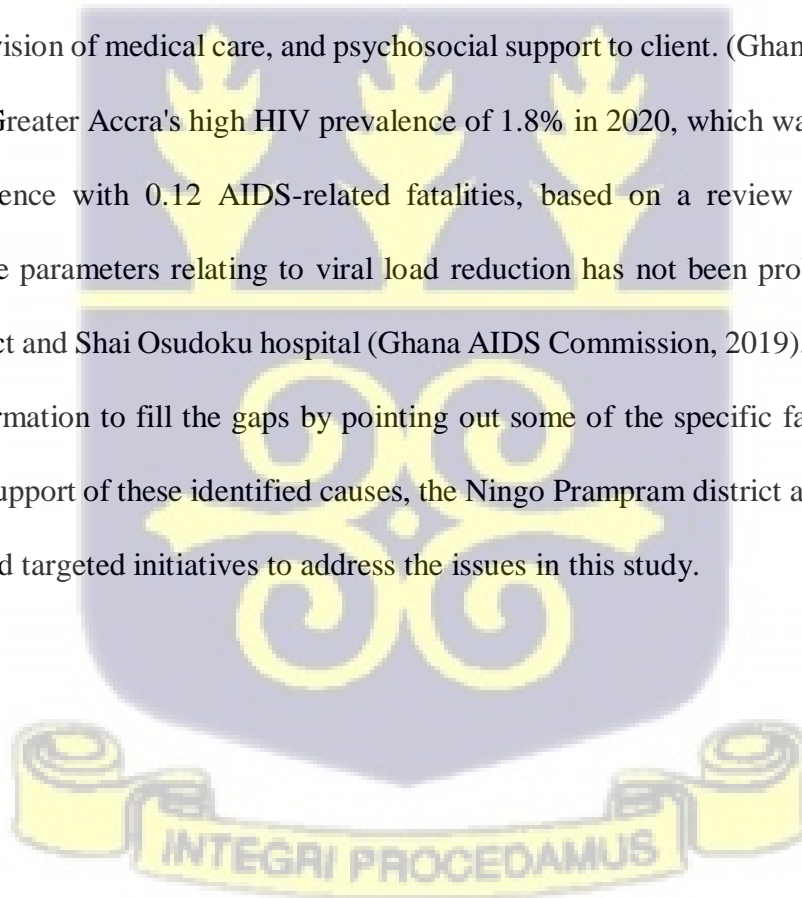 vision of medical care, and psychosocial support to client. (Ghan
Greater Accra's high HIV prevalence of 1.8% in 2020, which wa
ence with 0.12 AIDS-related fatalities, based on a review
e parameters relating to viral load reduction has not been pro
ct and Shai Osudoku hospital (Ghana AIDS Commission, 2019)
rmation to fill the gaps by pointing out some of the specific fa
upport of these identified causes, the Ningo Prampram district a
d targeted initiatives to address the issues in this study.
INTEGRI PROCEDAMUS